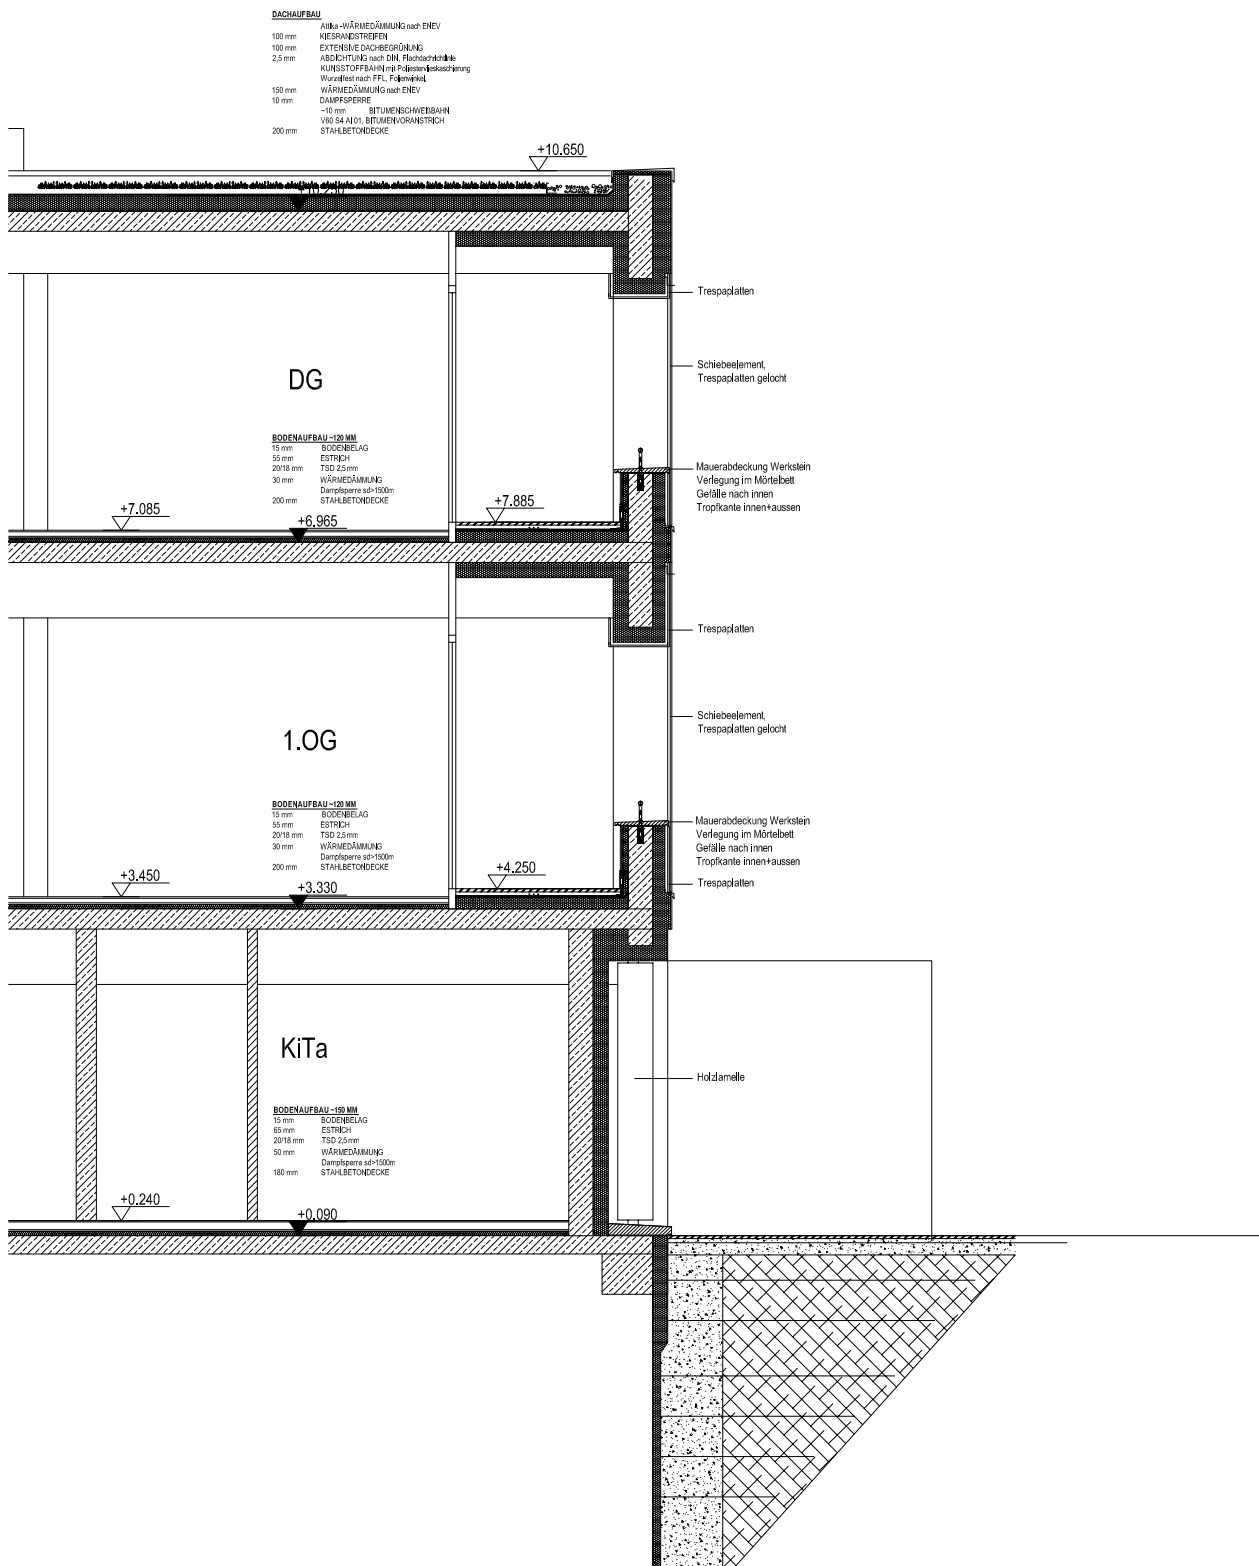 DACHAUFBAU
Attika -WÄRMEDÄMMUNG nach ENEV
100 mm KIESRANDSTREIFEN
100 mm EXTENSIVE DACHBEGRÜNUNG
2,5 mm ABDICHTUNG nach DIN, Flachdachrichtlinie
KUNSSTOFFBAHN mit Poliestervlieskaschierung
Wurzelfest nach FFL, Folienwinkel,
150 mm WÄRMEDÄMMUNG nach ENEV
10 mm DAMPFSPERRE
~10 mm BITUMENSCHWEIßBAHN
V60 S4 Al 01, BITUMENVORANSTRICH
200 mm STAHLBETONDECKE
+10.650
+10.250
Trespaplatten
Schiebeelement,
Trespaplatten gelocht
DG
BODENAUFBAU ~120 MM
15 mm BODENBELAG
55 mm ESTRICH
20/18 mm TSD 2,5 mm
30 mm WÄRMEDÄMMUNG
Dampfsperre sd>1500m
200 mm STAHLBETONDECKE
Mauerabdeckung Werkstein
Verlegung im Mörtelbett
Gefälle nach innen
Tropfkante innen+aussen
+7.085
+6.965
+7.885
Trespaplatten
Schiebeelement,
Trespaplatten gelocht
1.OG
BODENAUFBAU ~120 MM
15 mm BODENBELAG
55 mm ESTRICH
20/18 mm TSD 2,5 mm
30 mm WÄRMEDÄMMUNG
Dampfsperre sd>1500m
200 mm STAHLBETONDECKE
Mauerabdeckung Werkstein
Verlegung im Mörtelbett
Gefälle nach innen
Tropfkante innen+aussen
+3.450
+3.330
+4.250
Trespaplatten
KiTa
Holzlamelle
BODENAUFBAU ~150 MM
15 mm BODENBELAG
65 mm ESTRICH
20/18 mm TSD 2,5 mm
50 mm WÄRMEDÄMMUNG
Dampfsperre sd>1500m
180 mm STAHLBETONDECKE
+0.240
+0.090